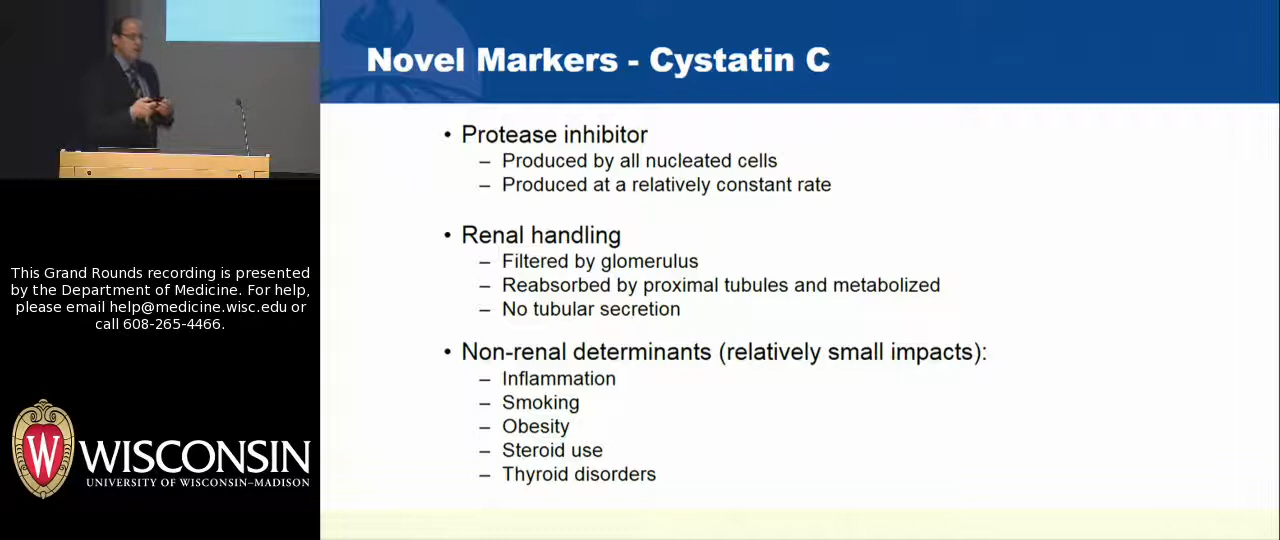 Novel Markers - Cystatin C
• Protease inhibitor
– Produced by all nucleated cells
– Produced at a relatively constant rate
• Renal handling
– Filtered by glomerulus
– Reabsorbed by proximal tubules and metabolized
– No tubular secretion
• Non-renal determinants (relatively small impacts):
– Inflammation
– Smoking
– Obesity
– Steroid use
– Thyroid disorders
This Grand Rounds recording is presented
by the Department of Medicine. For help,
please email help@medicine.wisc.edu or
call 608-265-4466.
W
WISCONSIN
UNIVERSITY OF WISCONSIN–MADISON